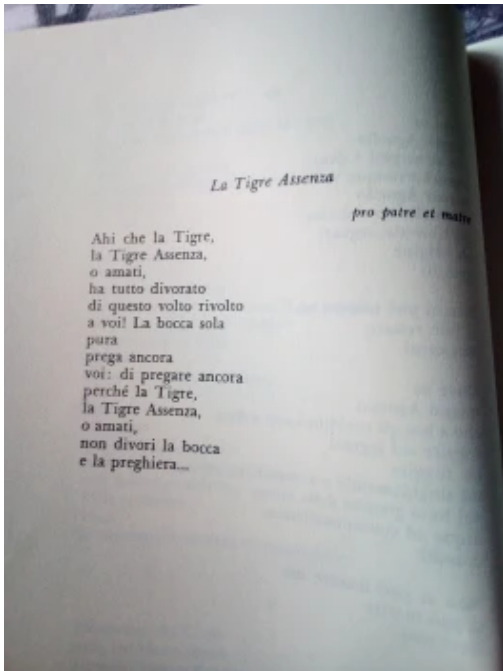 La Tigre Assenza
pro patre et matre
Ahi che la Tigre,
la Tigre Assenza,
o amati,
ha tutto divorato
di questo volto rivolto
a voi! La bocca sola
pura
prega ancora
voi: di pregare ancora
perché la Tigre,
la Tigre Assenza,
o amati,
non divori la bocca
e la preghiera...